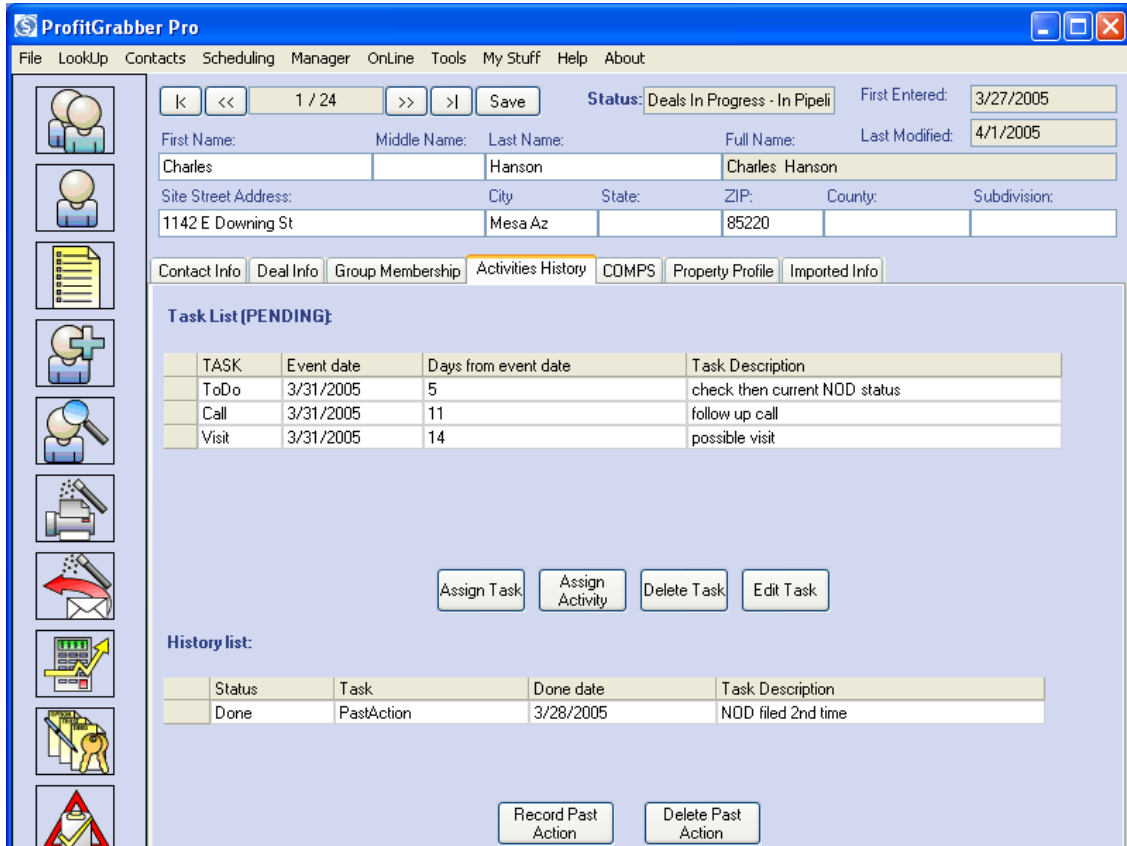 ProfitGrabber Pro
File LookUp Contacts Scheduling Manager OnLine Tools My Stuff Help About
|< << 1 / 24 >> >| Save Status: Deals In Progress - In Pipeli First Entered: 3/27/2005
First Name: Middle Name: Last Name: Full Name: Last Modified: 4/1/2005
Charles Hanson Charles Hanson
Site Street Address: City State: ZIP: County: Subdivision:
1142 E Downing St Mesa Az 85220
Contact Info Deal Info Group Membership Activities History COMPS Property Profile Imported Info
Task List (PENDING):
TASK Event date Days from event date Task Description
ToDo 3/31/2005 5 check then current NOD status
Call 3/31/2005 11 follow up call
Visit 3/31/2005 14 possible visit
Assign Task Assign Activity Delete Task Edit Task
History list:
Status Task Done date Task Description
Done PastAction 3/28/2005 NOD filed 2nd time
Record Past Action Delete Past Action